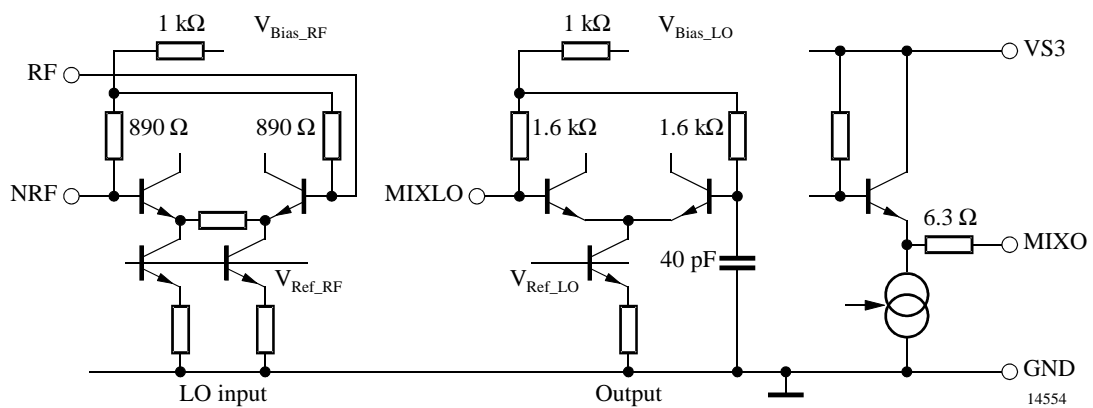 1 kΩ
V_Bias_RF
1 kΩ
V_Bias_LO
VS3
RF
890 Ω
890 Ω
1.6 kΩ
1.6 kΩ
NRF
MIXLO
6.3 Ω
MIXO
V_Ref_RF
V_Ref_LO
40 pF
GND
LO input
Output
14554